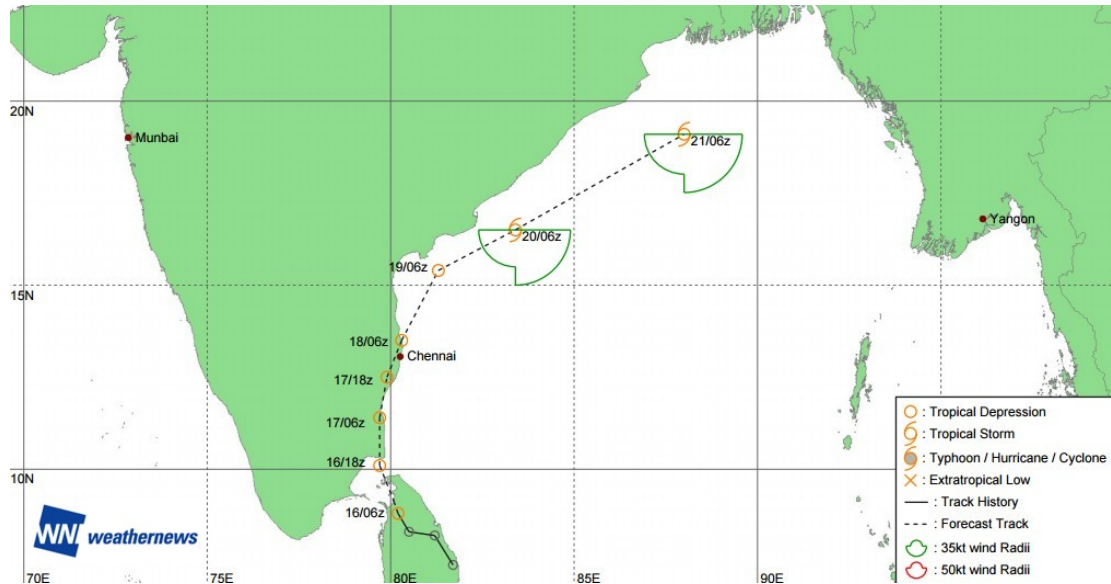 20N
Munbai
21/06z
Yangon
20/06z
19/06z
15N
18/06z
Chennai
17/18z
17/06z
10N
16/18z
16/06z
: Tropical Depression
: Tropical Storm
: Typhoon / Hurricane / Cyclone
: Extratropical Low
: Track History
: Forecast Track
: 35kt wind Radii
: 50kt wind Radii
WN weathernews
70E
75E
80E
85E
90E
95E